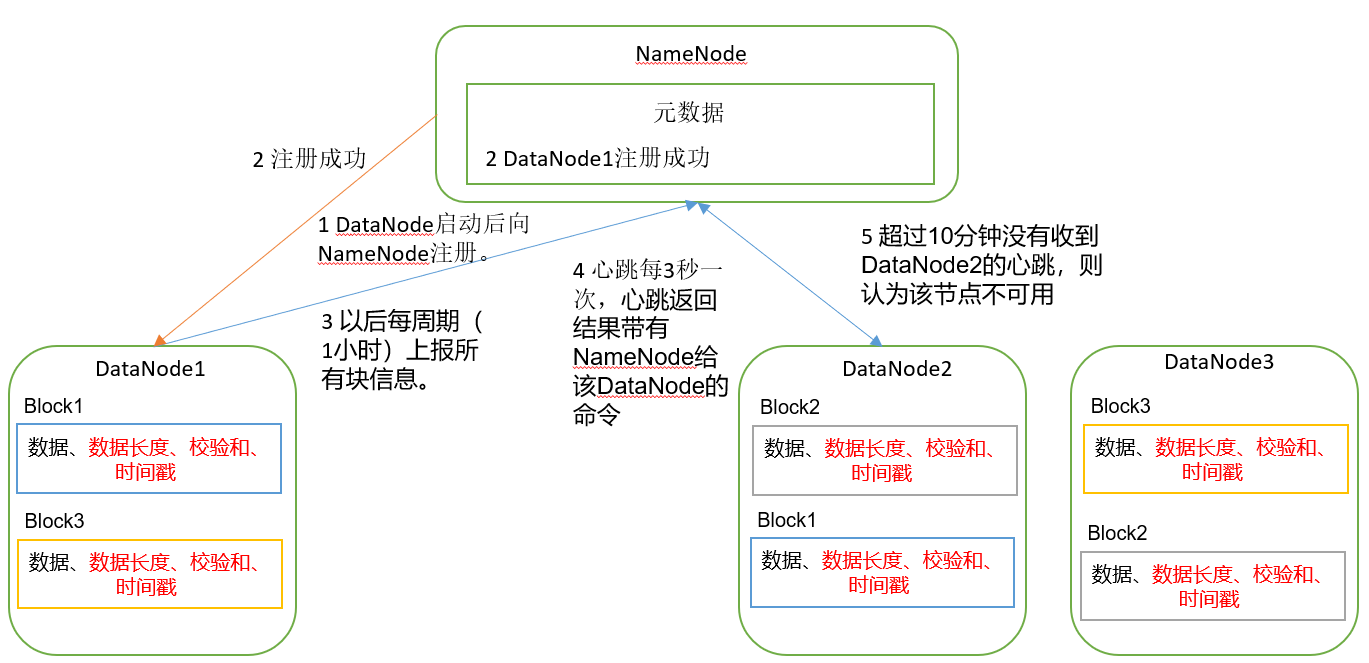 NameNode
元数据
2 DataNode1注册成功
2 注册成功
1 DataNode启动后向
NameNode注册。
3 以后每周期（
1小时）上报所
有块信息。
4 心跳每3秒一
次，心跳返回
结果带有
NameNode给
该DataNode的
命令
5 超过10分钟没有收到
DataNode2的心跳，则
认为该节点不可用
DataNode1
Block1
数据、数据长度、校验和、
时间戳
Block3
数据、数据长度、校验和、
时间戳
DataNode2
Block2
数据、数据长度、校验和、
时间戳
Block1
数据、数据长度、校验和、
时间戳
DataNode3
Block3
数据、数据长度、校验和、
时间戳
Block2
数据、数据长度、校验和、
时间戳